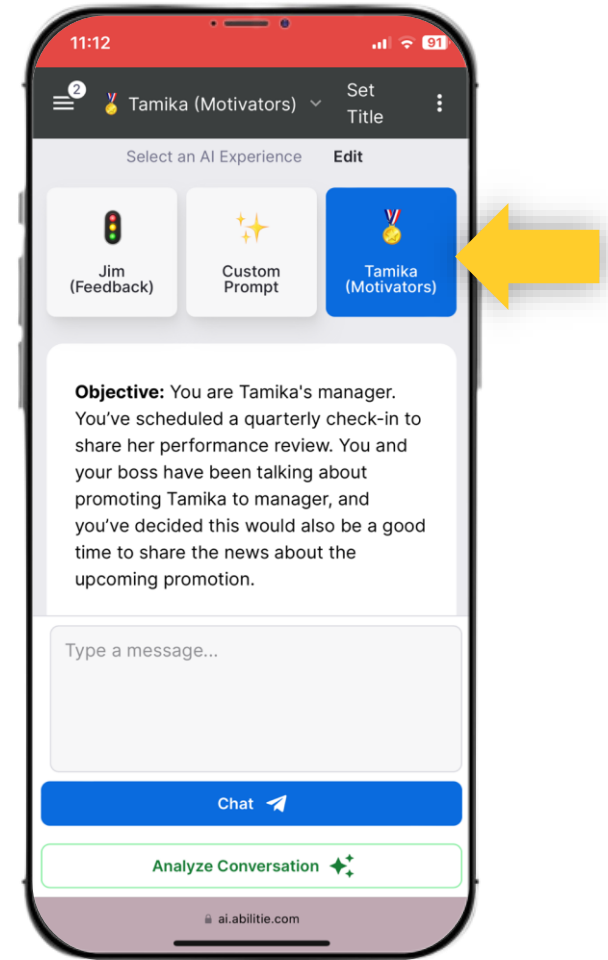 11:12
91
2
Tamika (Motivators)
Set
Title
Select an AI Experience Edit
Jim
(Feedback)
Custom
Prompt
Tamika
(Motivators)
Objective: You are Tamika's manager.
You’ve scheduled a quarterly check-in to
share her performance review. You and
your boss have been talking about
promoting Tamika to manager, and
you’ve decided this would also be a good
time to share the news about the
upcoming promotion.
Type a message...
Chat
Analyze Conversation
ai.abilitie.com